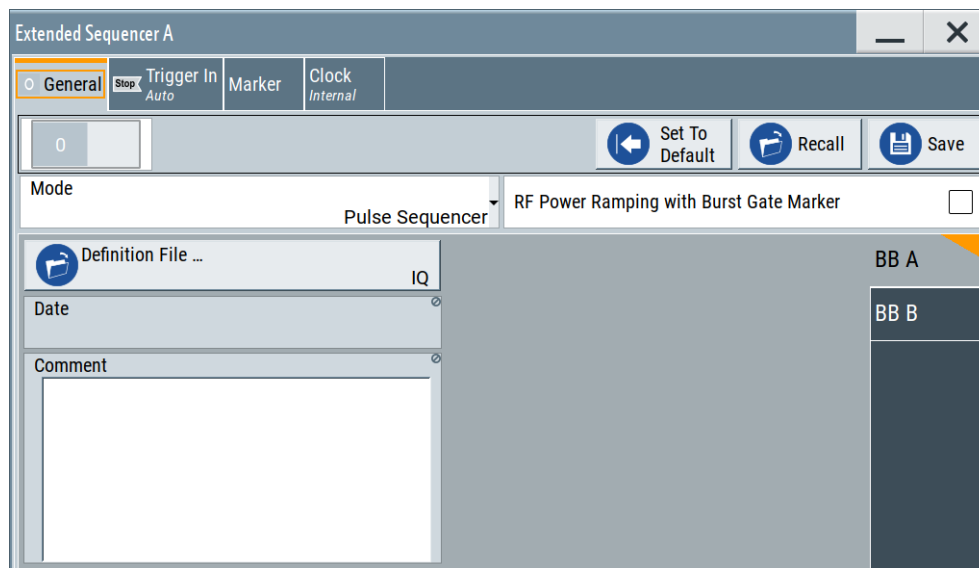 Extended Sequencer A
0 General
Stop Trigger In
Auto
Marker
Clock
Internal
0
Set To
Default
Recall
Save
Mode
Pulse Sequencer
RF Power Ramping with Burst Gate Marker
Definition File ...
IQ
Date
Comment
BB A
BB B